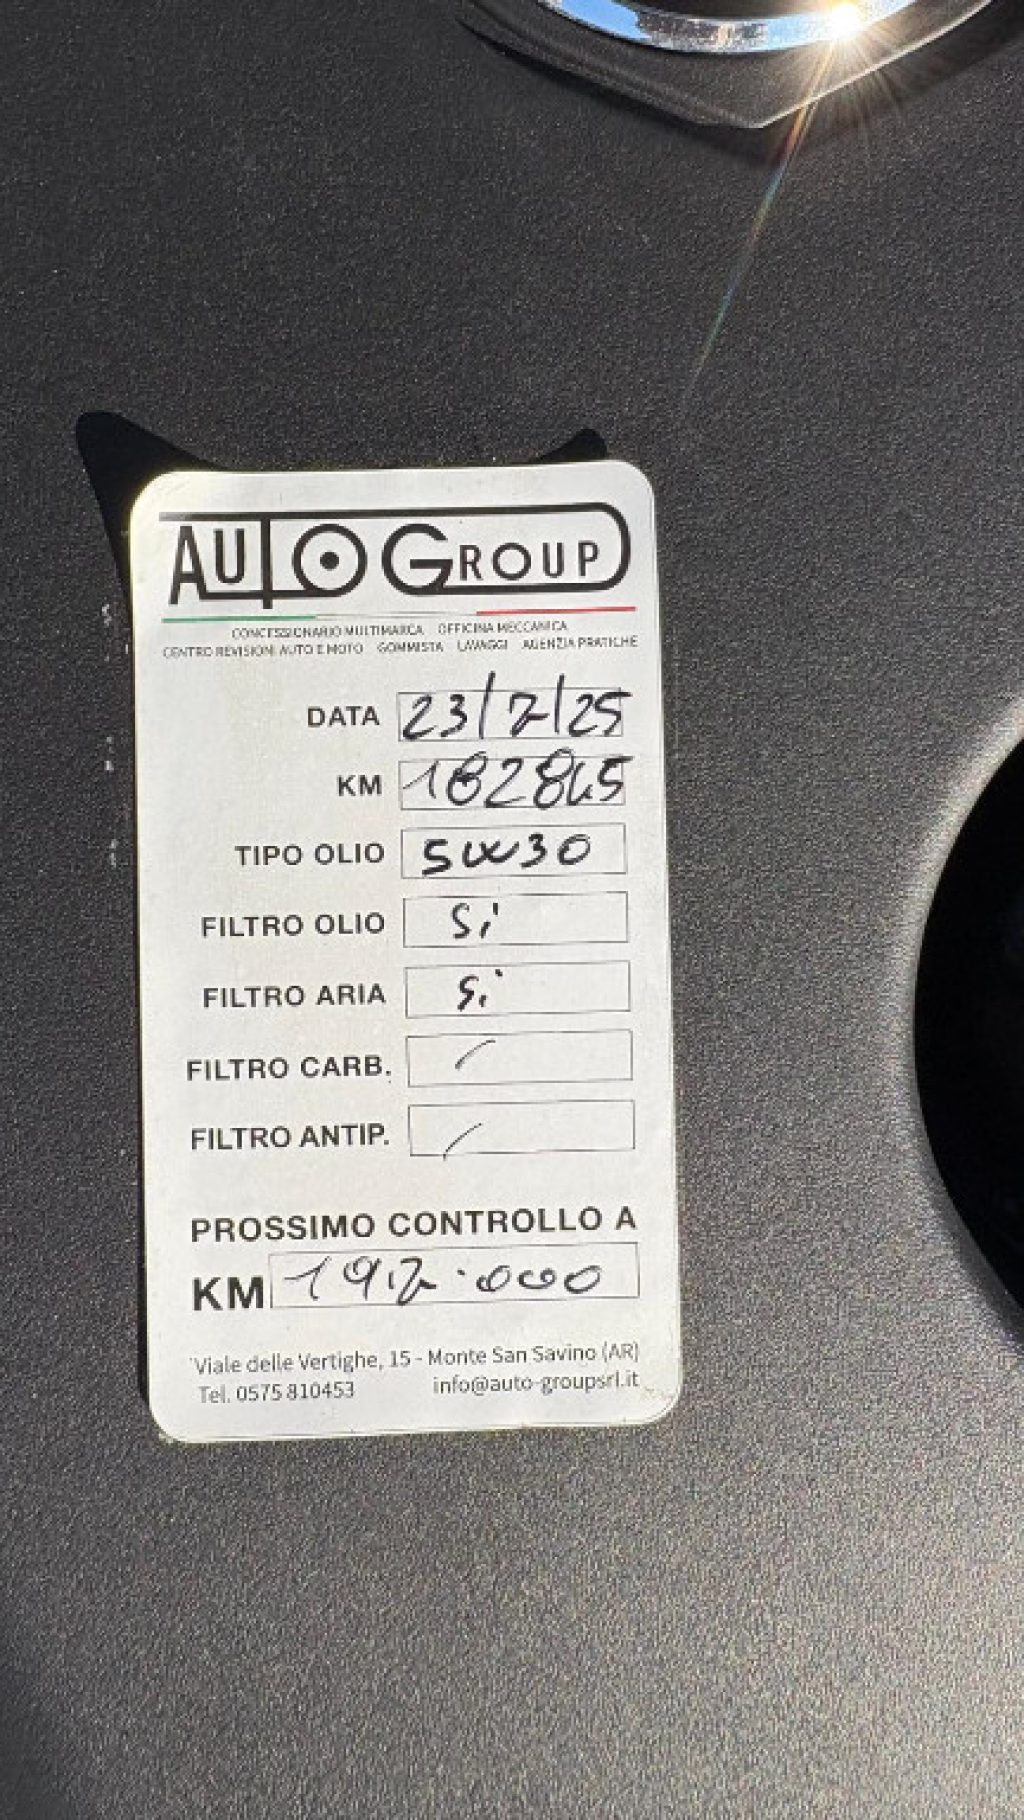 AUTO GROUP
CONCESSIONARIO MULTIMARCA OFFICINA MECCANICA
CENTRO REVISIONI AUTO E MOTO GOMMISTA LAVAGGI AGENZIA PRATICHE
DATA 23/7/25
KM 182845
TIPO OLIO 5W30
FILTRO OLIO Si
FILTRO ARIA Si
FILTRO CARB. /
FILTRO ANTIP. /
PROSSIMO CONTROLLO A
KM 192.000
Viale delle Vertighe, 15 - Monte San Savino (AR)
Tel. 0575 810453 info@auto-groupsrl.it